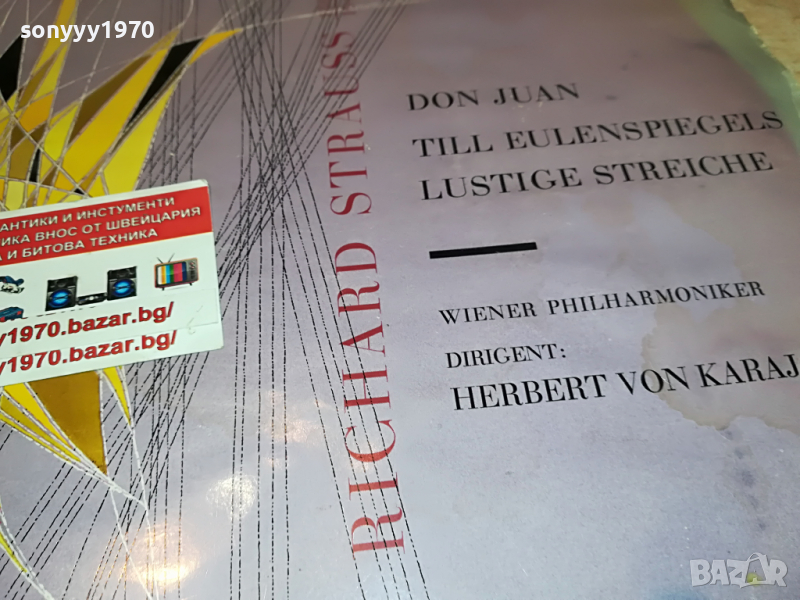 sonyyy1970
DON JUAN
TILL EULENSPIEGELS
LUSTIGE STREICHE
RICHARD STRAUSS
WIENER PHILHARMONIKER
DIRIGENT:
HERBERT VON KARAJ
АНТИКИ И ИНСТУМЕНТИ
ИКА ВНОС ОТ ШВЕИЦАРИЯ
А И БИТОВА ТЕХНИКА
y1970.bazar.bg/
y1970.bazar.bg/
BAZAR